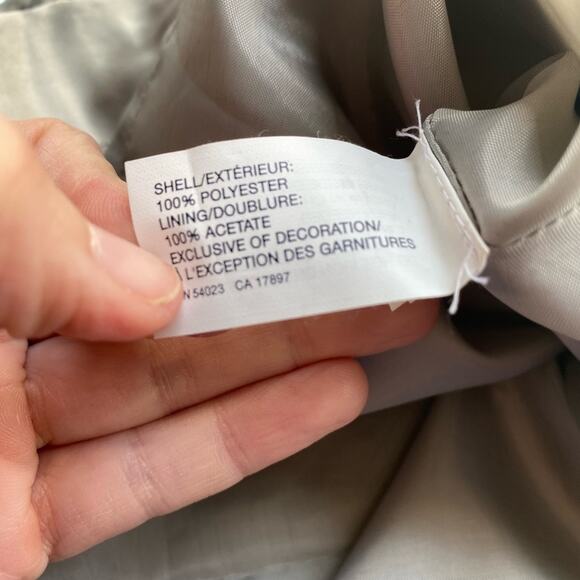 SHELL/EXTÉRIEUR:
100% POLYESTER
LINING/DOUBLURE:
100% ACETATE
EXCLUSIVE OF DECORATION/
À L'EXCEPTION DES GARNITURES
N 54023 CA 17897